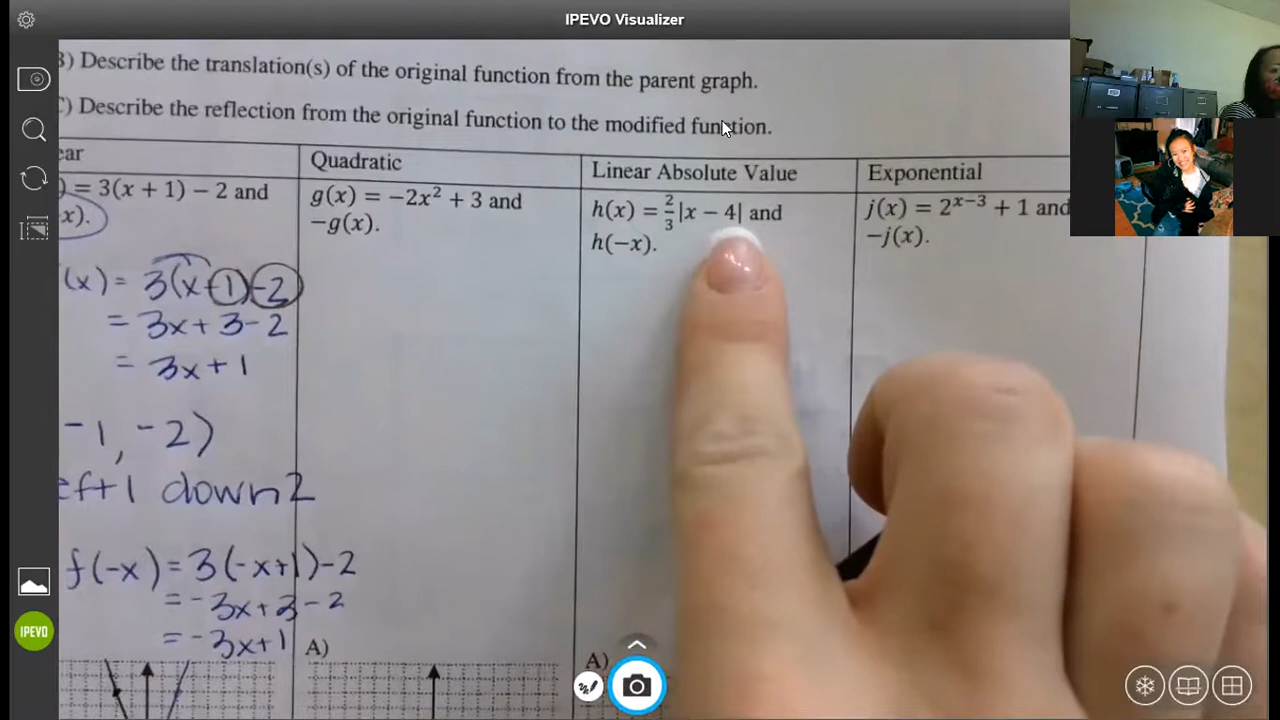 IPEVO Visualizer
B) Describe the translation(s) of the original function from the parent graph.
C) Describe the reflection from the original function to the modified function.
ear
) = 3(x + 1) − 2 and
x).
(x) = 3(x+1)-2
= 3x+3-2
= 3x+1
-1, -2)
eft 1 down 2
f(-x) = 3(-x+1)-2
= -3x+3-2
= -3x+1
Quadratic
g(x) = −2x² + 3 and
−g(x).
A)
Linear Absolute Value
h(x) = 2/3|x − 4| and
h(−x).
A)
Exponential
j(x) = 2^{x−3} + 1 and
−j(x).
IPEVO